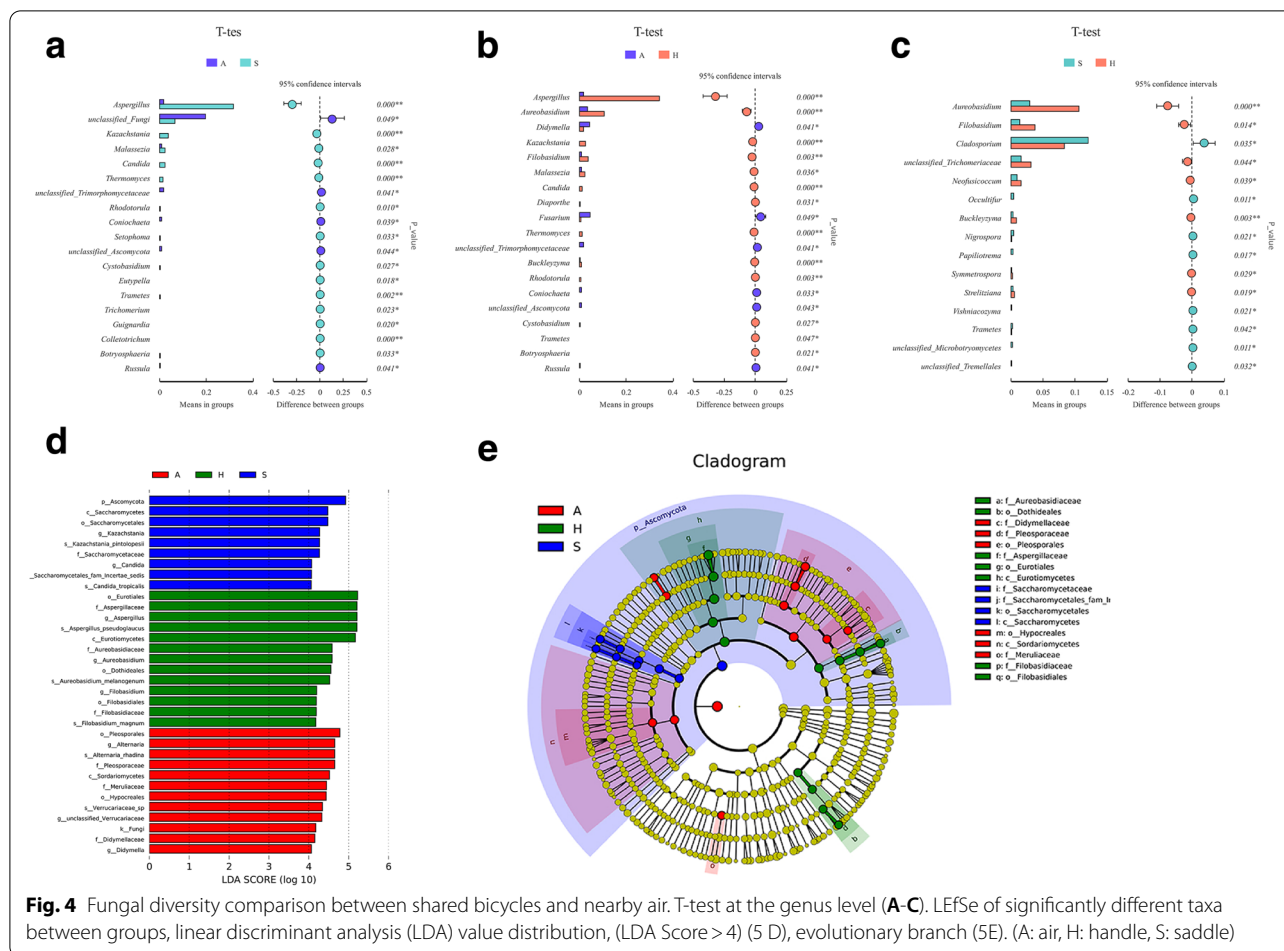 a
T-tes
A S
95% confidence intervals
Aspergillus 0.000**
unclassified_Fungi 0.049*
Kazachstania 0.000**
Malassezia 0.028*
Candida 0.000**
Thermomyces 0.000**
unclassified_Trimorphomycetaceae 0.041*
Rhodotorula 0.010*
Coniochaeta 0.039*
Setophoma 0.033*
unclassified_Ascomycota 0.044*
Cystobasidium 0.027*
Eutypella 0.018*
Trametes 0.002**
Trichomerium 0.023*
Guignardia 0.020*
Colletotrichum 0.000**
Botryosphaeria 0.033*
Russula 0.041*
P_value
0 0.2 0.4 -0.5 -0.25 0 0.25 0.5
Means in groups Difference between groups
b
T-test
A H
95% confidence intervals
Aspergillus 0.000**
Aureobasidium 0.000**
Didymella 0.041*
Kazachstania 0.000**
Filobasidium 0.003**
Malassezia 0.036*
Candida 0.000**
Diaporthe 0.031*
Fusarium 0.049*
Thermomyces 0.000**
unclassified_Trimorphomycetaceae 0.041*
Buckleyzyma 0.000**
Rhodotorula 0.003**
Coniochaeta 0.033*
unclassified_Ascomycota 0.043*
Cystobasidium 0.027*
Trametes 0.047*
Botryosphaeria 0.021*
Russula 0.041*
P_value
0 0.2 0.4 -0.5 -0.25 0 0.25 0.5
Means in groups Difference between groups
c
T-test
S H
95% confidence intervals
Aureobasidium 0.000**
Filobasidium 0.014*
Cladosporium 0.035*
unclassified_Trichomeriaceae 0.044*
Neofusicoccum 0.039*
Occultifur 0.011*
Buckleyzyma 0.003**
Nigrospora 0.021*
Papiliotrema 0.017*
Symmetrospora 0.029*
Strelitziana 0.019*
Vishniacozyma 0.021*
Trametes 0.042*
unclassified_Microbotryomycetes 0.011*
unclassified_Tremellales 0.032*
P_value
0 0.05 0.1 0.15 -0.2 -0.1 0 0.1
Means in groups Difference between groups
d
A H S
p__Ascomycota
c__Saccharomycetes
o__Saccharomycetales
g__Kazachstania
s__Kazachstania_pintolopesii
f__Saccharomycetaceae
g__Candida
_Saccharomycetales_fam_Incertae_sedis
s__Candida_tropicalis
o__Eurotiales
f__Aspergillaceae
g__Aspergillus
s__Aspergillus_pseudoglaucus
c__Eurotiomycetes
f__Aureobasidiaceae
g__Aureobasidium
o__Dothideales
s__Aureobasidium_melanogenum
g__Filobasidium
o__Filobasidiales
f__Filobasidiaceae
s__Filobasidium_magnum
o__Pleosporales
g__Alternaria
s__Alternaria_rhadina
f__Pleosporaceae
c__Sordariomycetes
f__Meruliaceae
o__Hypocreales
s__Verrucariaceae_sp
g__unclassified_Verrucariaceae
k__Fungi
f__Didymellaceae
g__Didymella
0 1 2 3 4 5 6
LDA SCORE (log 10)
e
Cladogram
A
H
S
p__Ascomycota
h
g
f
d
e
c
b
l
k
n
m
o
q
a: f__Aureobasidiaceae
b: o__Dothideales
c: f__Didymellaceae
d: f__Pleosporaceae
e: o__Pleosporales
f: f__Aspergillaceae
g: o__Eurotiales
h: c__Eurotiomycetes
i: f__Saccharomycetaceae
j: f__Saccharomycetales_fam_I
k: o__Saccharomycetales
l: c__Saccharomycetes
m: o__Hypocreales
n: c__Sordariomycetes
o: f__Meruliaceae
p: f__Filobasidiaceae
q: o__Filobasidiales
Fig. 4 Fungal diversity comparison between shared bicycles and nearby air. T-test at the genus level (A-C). LEfSe of significantly different taxa
between groups, linear discriminant analysis (LDA) value distribution, (LDA Score > 4) (5 D), evolutionary branch (5E). (A: air, H: handle, S: saddle)